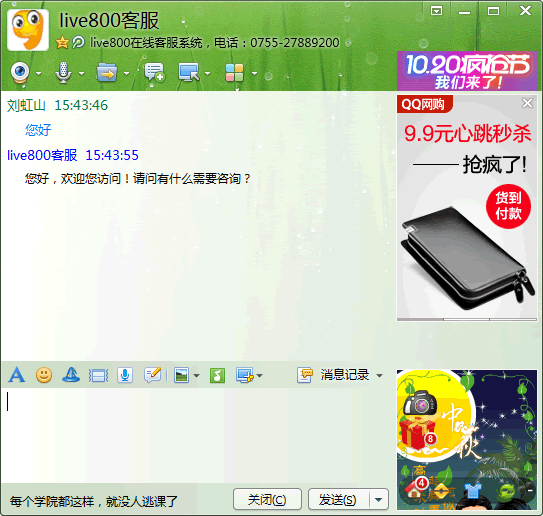 live800客服
live800在线客服系统，电话：0755-27889200
10.20疯抢节
我们来了!
刘虹山 15:43:46
您好
live800客服 15:43:55
您好，欢迎您访问！请问有什么需要咨询？
QQ网购
9.9元心跳秒杀
抢疯了!
货到
付款
消息记录
8
中秋
高
4
每个学院都这样，就没人逃课了
关闭(C)
发送(S)